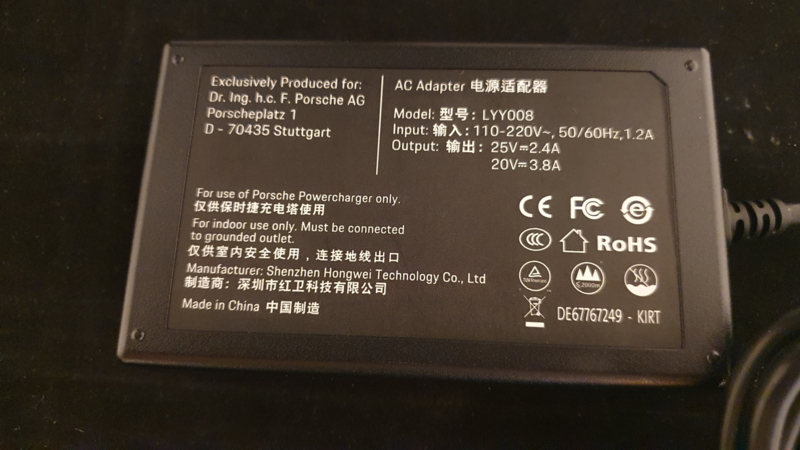 Exclusively Produced for:
Dr. Ing. h.c. F. Porsche AG
Porscheplatz 1
D - 70435 Stuttgart
AC Adapter 电源适配器
Model: 型号: LYY008
Input: 输入: 110-220V~, 50/60Hz,1.2A
Output: 输出: 25V⎓2.4A
20V⎓3.8A
For use of Porsche Powercharger only.
仅供保时捷充电塔使用
For indoor use only. Must be connected
to grounded outlet.
仅供室内安全使用，连接地线出口
Manufacturer: Shenzhen Hongwei Technology Co., Ltd
制造商: 深圳市红卫科技有限公司
Made in China 中国制造
CE FC e
CCC RoHS
≤2000m
DE67767249 - KIRT